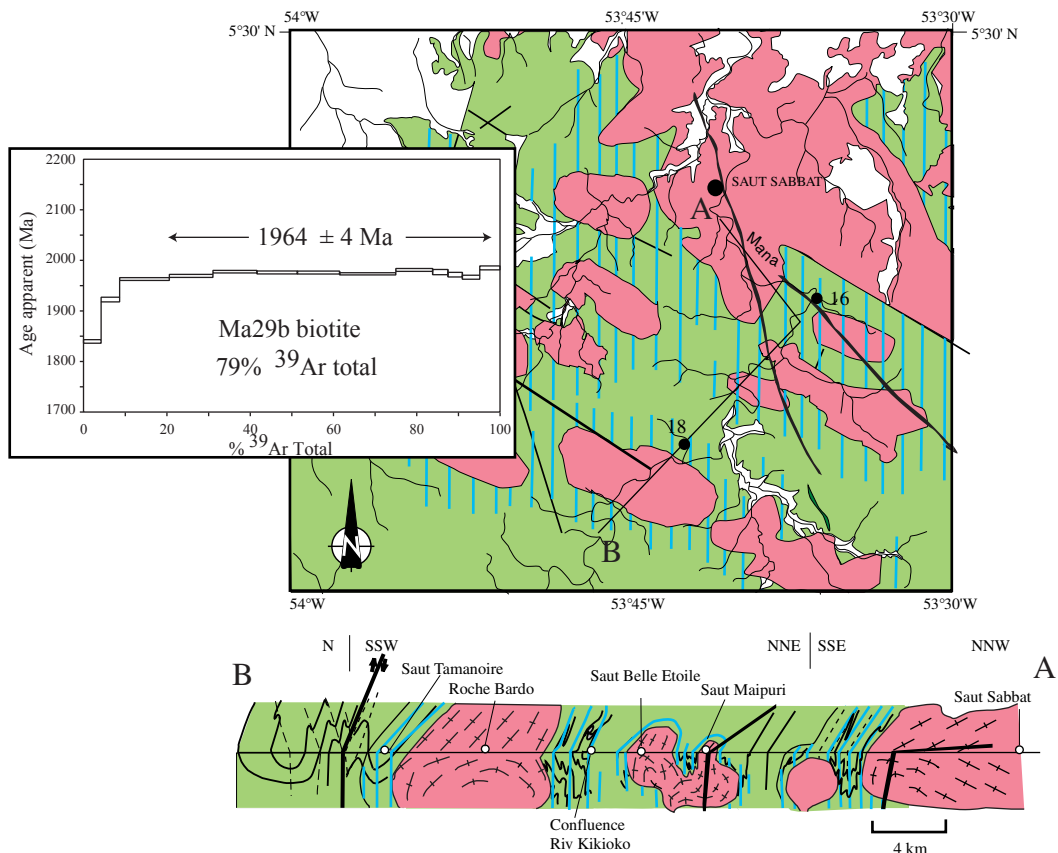 54°W
53°45'W
53°30'W
5°30' N
5°30' N
2200
2100
2000
1900
1800
1700
Age apparent (Ma)
1964 ± 4 Ma
Ma29b biotite
79% 39Ar total
0
20
40
60
80
100
% 39Ar Total
SAUT SABBAT
A
Mana
16
18
B
N
54°W
53°45'W
53°30'W
N
SSW
NNE
SSE
NNW
B
A
Saut Tamanoire
Roche Bardo
Saut Belle Etoile
Saut Maipuri
Saut Sabbat
Confluence
Riv Kikioko
4 km